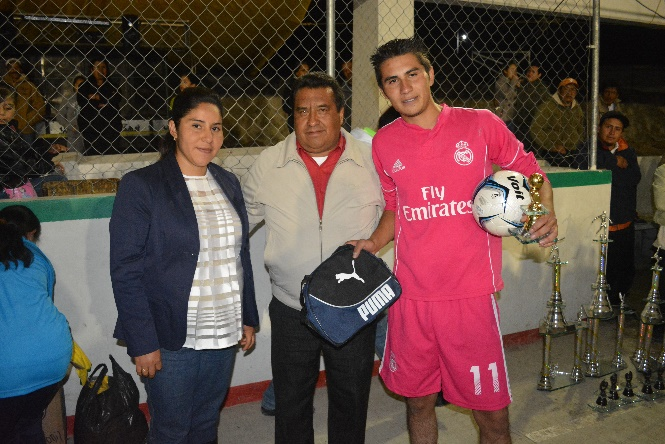 adidas
Fly
Emirates
Voit
PUMA
11